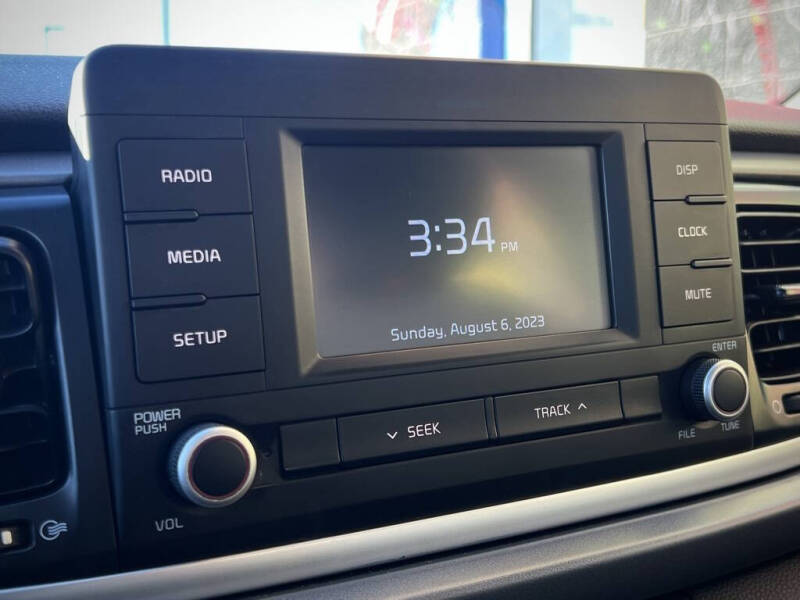 RADIO
MEDIA
SETUP
3:34 PM
Sunday, August 6, 2023
DISP
CLOCK
MUTE
POWER
PUSH
VOL
SEEK
TRACK
ENTER
FILE
TUNE